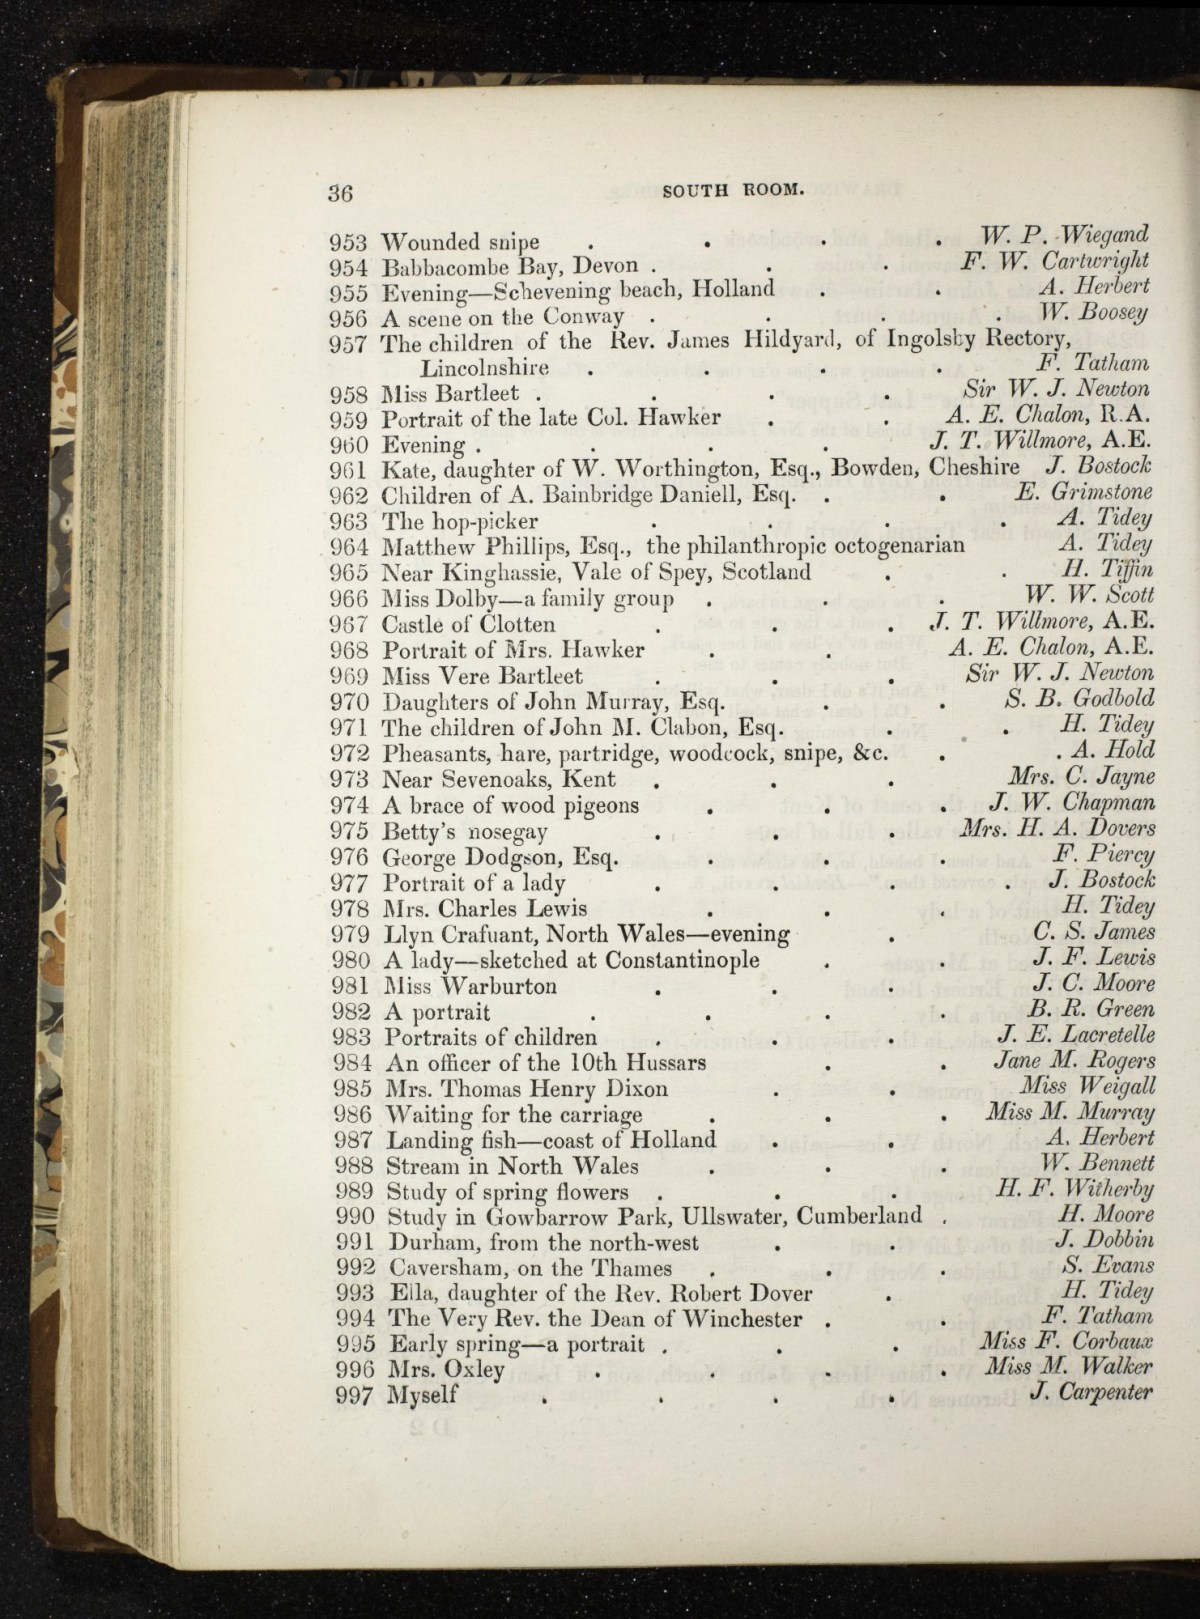 36 SOUTH ROOM.
953 Wounded snipe . . . . W. P. Wiegand
954 Babbacombe Bay, Devon . . . F. W. Cartwright
955 Evening—Schevening beach, Holland . . A. Herbert
956 A scene on the Conway . . . . W. Boosey
957 The children of the Rev. James Hildyard, of Ingolsby Rectory,
Lincolnshire . . . . F. Tatham
958 Miss Bartleet . . . . Sir W. J. Newton
959 Portrait of the late Col. Hawker . . A. E. Chalon, R.A.
960 Evening . . . . J. T. Willmore, A.E.
961 Kate, daughter of W. Worthington, Esq., Bowden, Cheshire J. Bostock
962 Children of A. Bainbridge Daniell, Esq. . . E. Grimstone
963 The hop-picker . . . . A. Tidey
964 Matthew Phillips, Esq., the philanthropic octogenarian A. Tidey
965 Near Kinghassie, Vale of Spey, Scotland . . H. Tiffin
966 Miss Dolby—a family group . . . W. W. Scott
967 Castle of Clotten . . . J. T. Willmore, A.E.
968 Portrait of Mrs. Hawker . . A. E. Chalon, A.E.
969 Miss Vere Bartleet . . . Sir W. J. Newton
970 Daughters of John Murray, Esq. . . S. B. Godbold
971 The children of John M. Clabon, Esq. . . H. Tidey
972 Pheasants, hare, partridge, woodcock, snipe, &c. . . A. Hold
973 Near Sevenoaks, Kent . . . Mrs. C. Jayne
974 A brace of wood pigeons . . . J. W. Chapman
975 Betty's nosegay . . . Mrs. H. A. Dovers
976 George Dodgson, Esq. . . . F. Piercy
977 Portrait of a lady . . . . J. Bostock
978 Mrs. Charles Lewis . . . H. Tidey
979 Llyn Crafuant, North Wales—evening . C. S. James
980 A lady—sketched at Constantinople . . J. F. Lewis
981 Miss Warburton . . . J. C. Moore
982 A portrait . . . . B. R. Green
983 Portraits of children . . . J. E. Lacretelle
984 An officer of the 10th Hussars . . Jane M. Rogers
985 Mrs. Thomas Henry Dixon . . Miss Weigall
986 Waiting for the carriage . . . Miss M. Murray
987 Landing fish—coast of Holland . . A. Herbert
988 Stream in North Wales . . . W. Bennett
989 Study of spring flowers . . . H. F. Witherby
990 Study in Gowbarrow Park, Ullswater, Cumberland . H. Moore
991 Durham, from the north-west . . J. Dobbin
992 Caversham, on the Thames . . . S. Evans
993 Ella, daughter of the Rev. Robert Dover . H. Tidey
994 The Very Rev. the Dean of Winchester . . F. Tatham
995 Early spring—a portrait . . . Miss F. Corbaux
996 Mrs. Oxley . . . . Miss M. Walker
997 Myself . . . . J. Carpenter